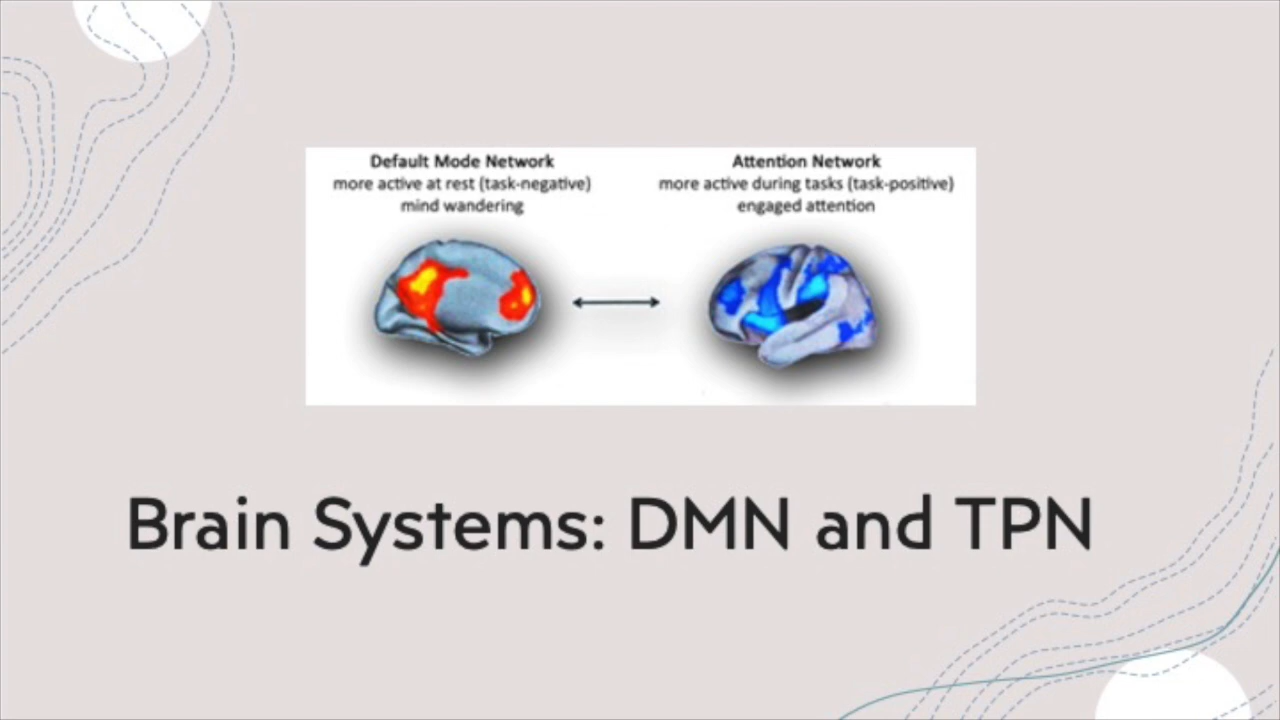 Default Mode Network
more active at rest (task-negative)
mind wandering
Attention Network
more active during tasks (task-positive)
engaged attention
Brain Systems: DMN and TPN